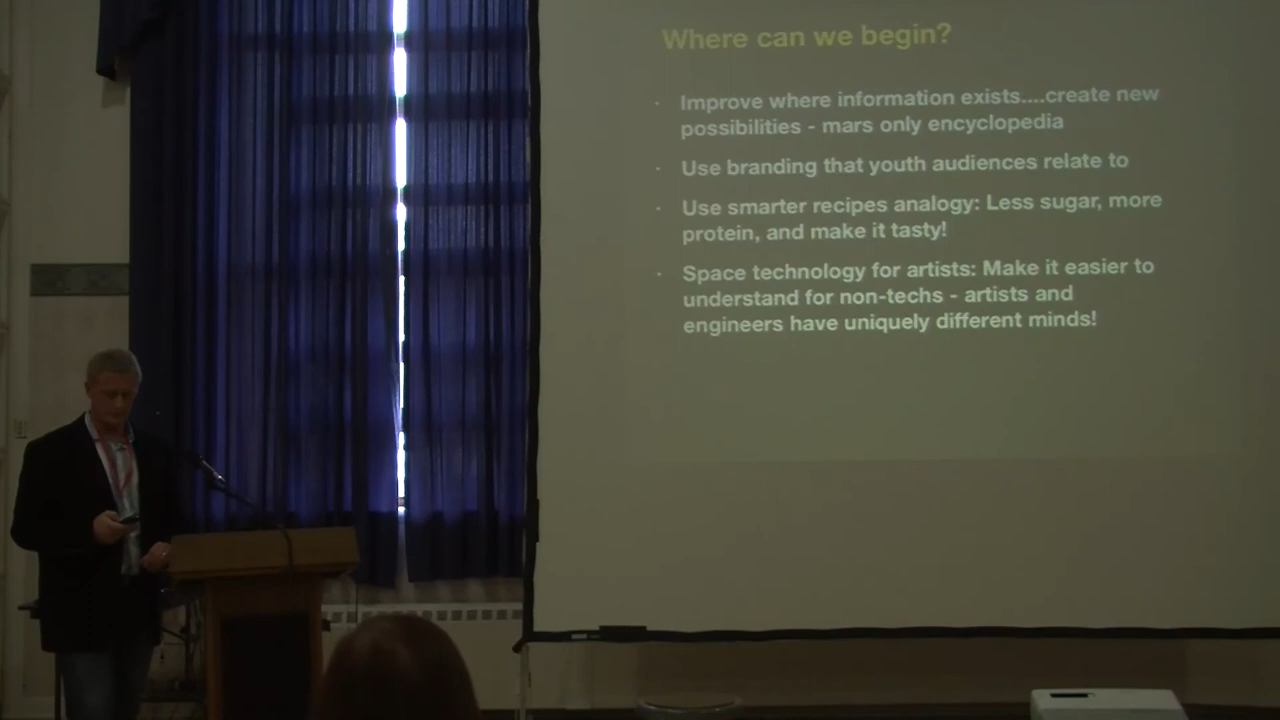 Where can we begin?
· Improve where information exists....create new
possibilities - mars only encyclopedia
· Use branding that youth audiences relate to
· Use smarter recipes analogy: Less sugar, more
protein, and make it tasty!
· Space technology for artists: Make it easier to
understand for non-techs - artists and
engineers have uniquely different minds!